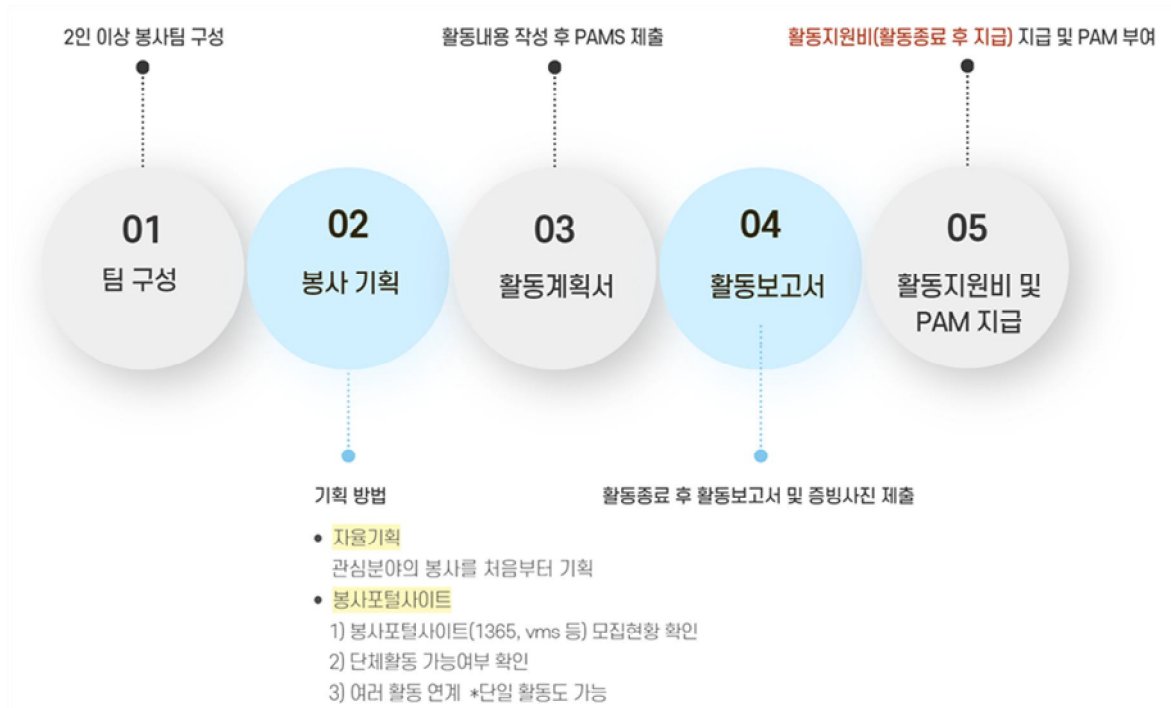 2인 이상 봉사팀 구성
활동내용 작성 후 PAMS 제출
활동지원비(활동종료 후 지급) 지급 및 PAM 부여
01
팀 구성
02
봉사 기획
03
활동계획서
04
활동보고서
05
활동지원비 및
PAM 지급
기획 방법
• 자율기획
관심분야의 봉사를 처음부터 기획
• 봉사포털사이트
1) 봉사포털사이트(1365, vms 등) 모집현황 확인
2) 단체활동 가능여부 확인
3) 여러 활동 연계 *단일 활동도 가능
활동종료 후 활동보고서 및 증빙사진 제출